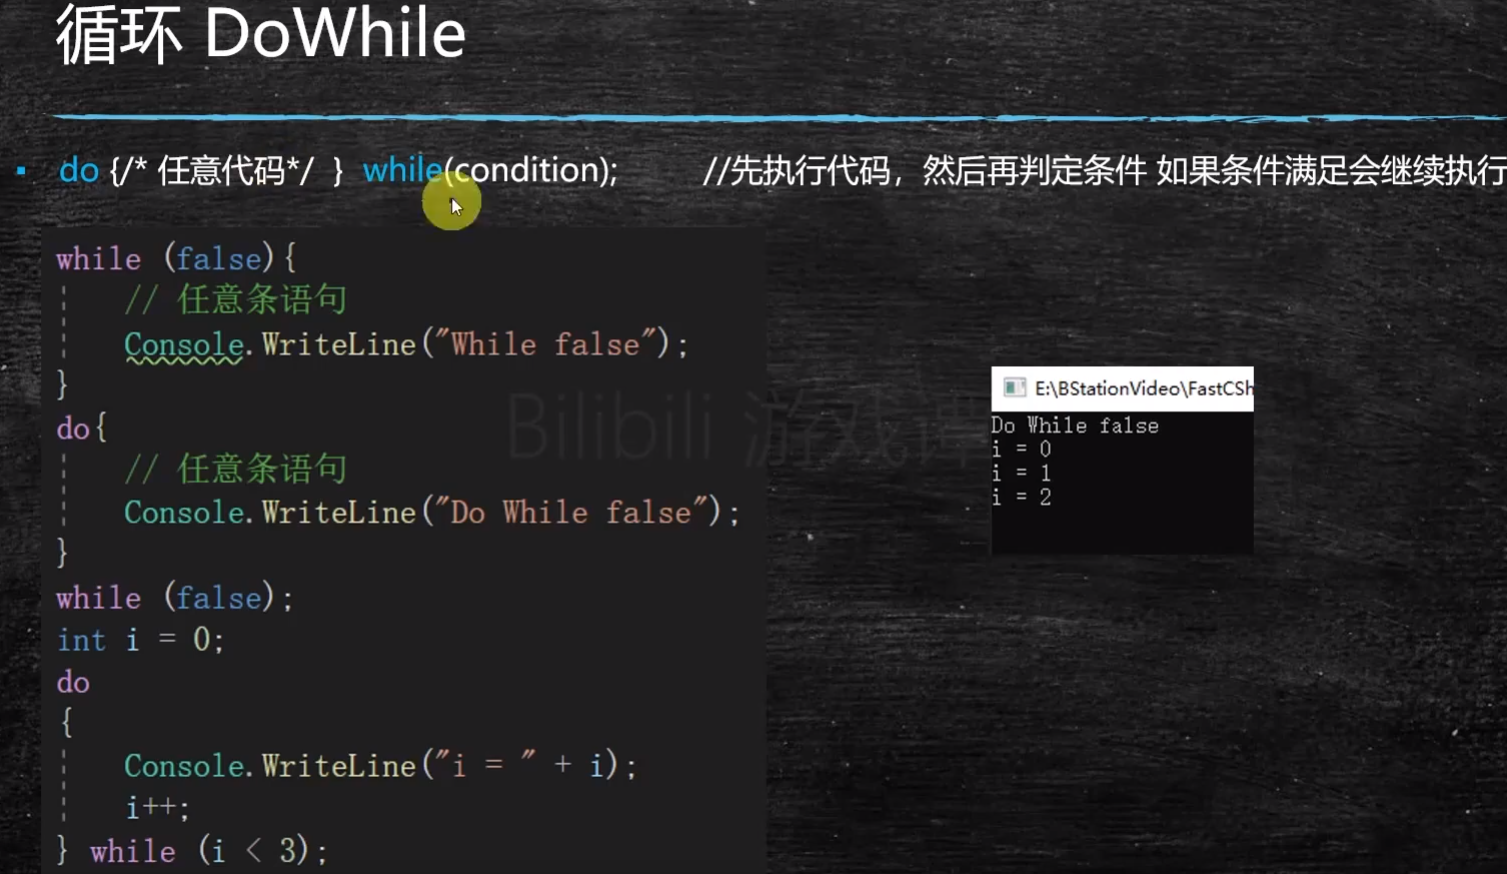 循环 DoWhile
do {/* 任意代码*/ } while(condition); //先执行代码，然后再判定条件 如果条件满足会继续执行
while (false){
// 任意条语句
Console.WriteLine("While false");
}
do{
// 任意条语句
Console.WriteLine("Do While false");
}
while (false);
int i = 0;
do
{
Console.WriteLine("i = " + i);
i++;
} while (i < 3);
Bilibili 游戏谭
E:\BStationVideo\FastCSh
Do While false
i = 0
i = 1
i = 2